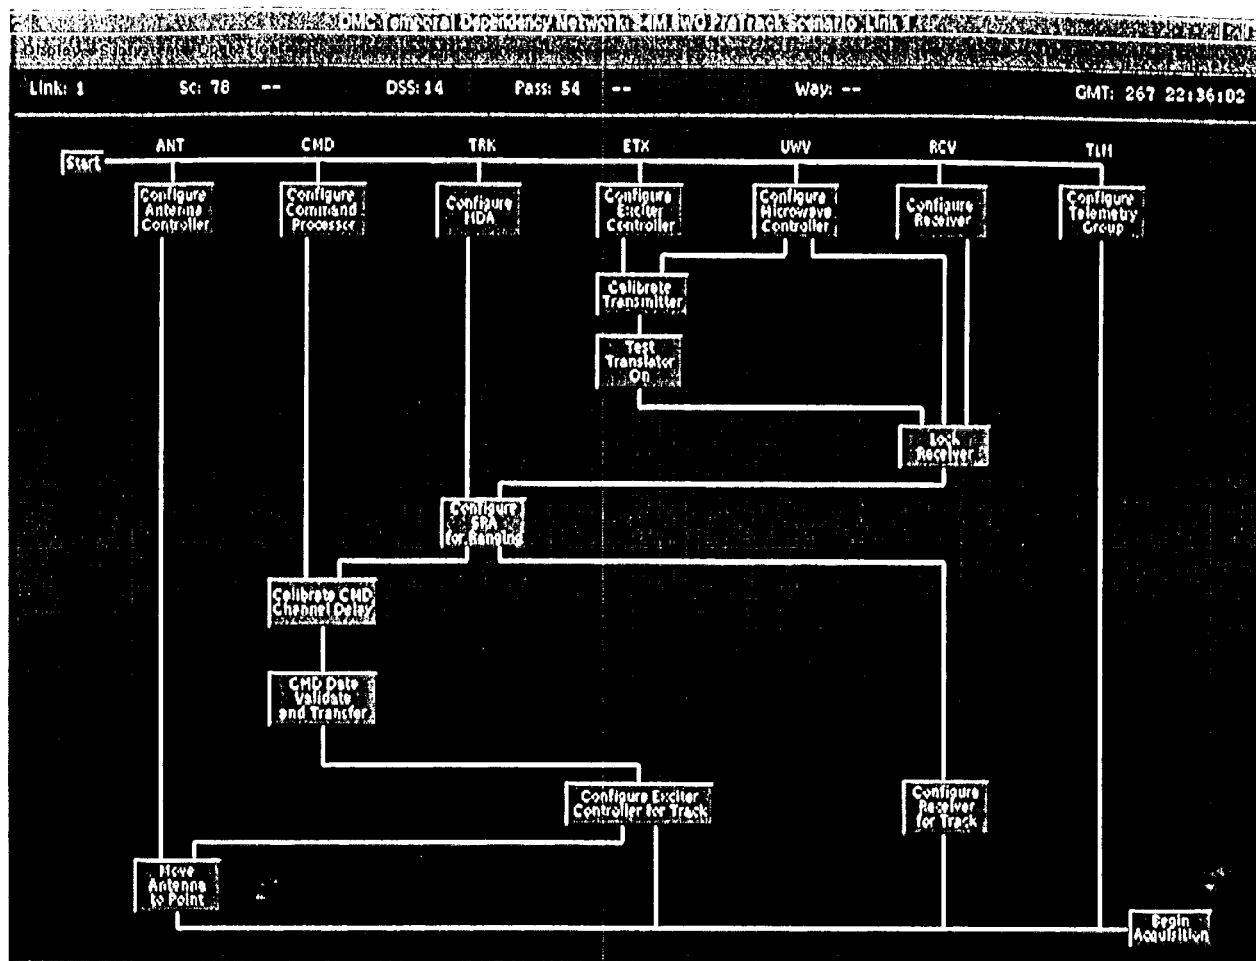 DMC Temporal Dependency Network: 34M BWO PreTrack Scenario: Link 1
Link: 1 Sc: 78 -- DSS: 14 Pass: 54 -- Way: -- GMT: 267 22:36:02
ANT CMD TRK ETX UWV RCV TLM
Start
Configure
Antenna
Controller
Configure
Command
Processor
Configure
MDA
Configure
Exciter
Controller
Configure
Microwave
Controller
Configure
Receiver
Configure
Telemetry
Group
Calibrate
Transmitter
Test
Translator
On
Lock
Receiver
Configure
SRA
for Ranging
Calibrate CMD
Channel Delay
CMD Date
Validate
and Transfer
Configure Exciter
Controller for Track
Configure
Receiver
for Track
Move
Antenna
to Point
Begin
Acquisition